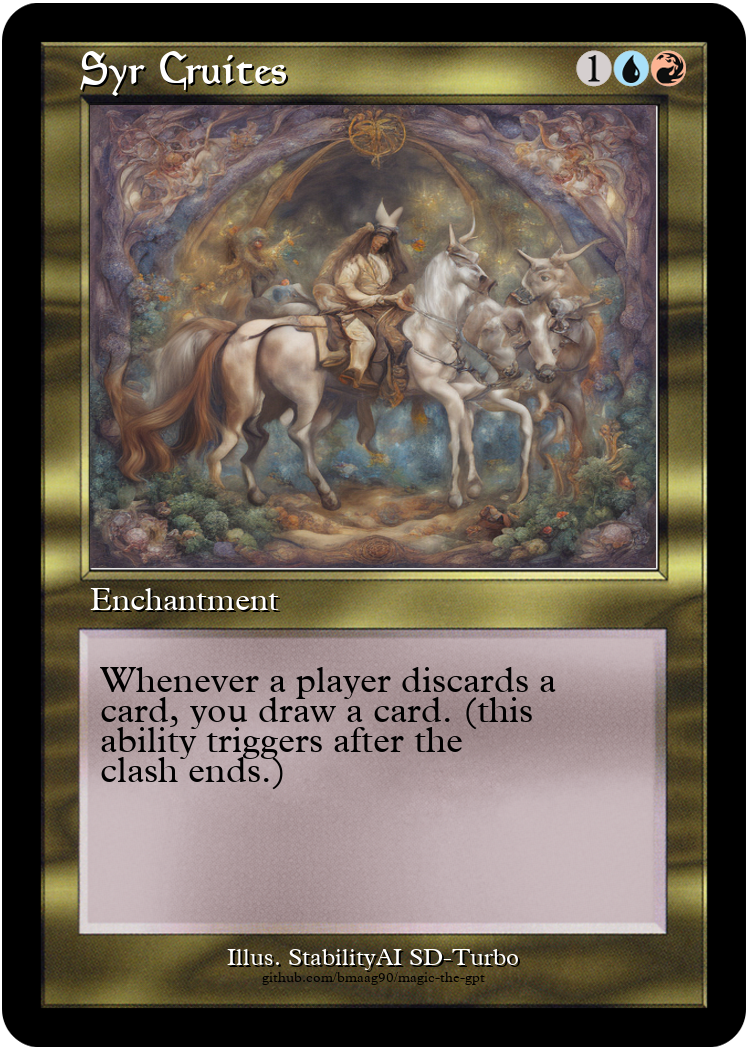 Syr Cruites 1
Enchantment
Whenever a player discards a
card, you draw a card. (this
ability triggers after the
clash ends.)
Illus. StabilityAI SD-Turbo
github.com/bmaag90/magic-the-gpt